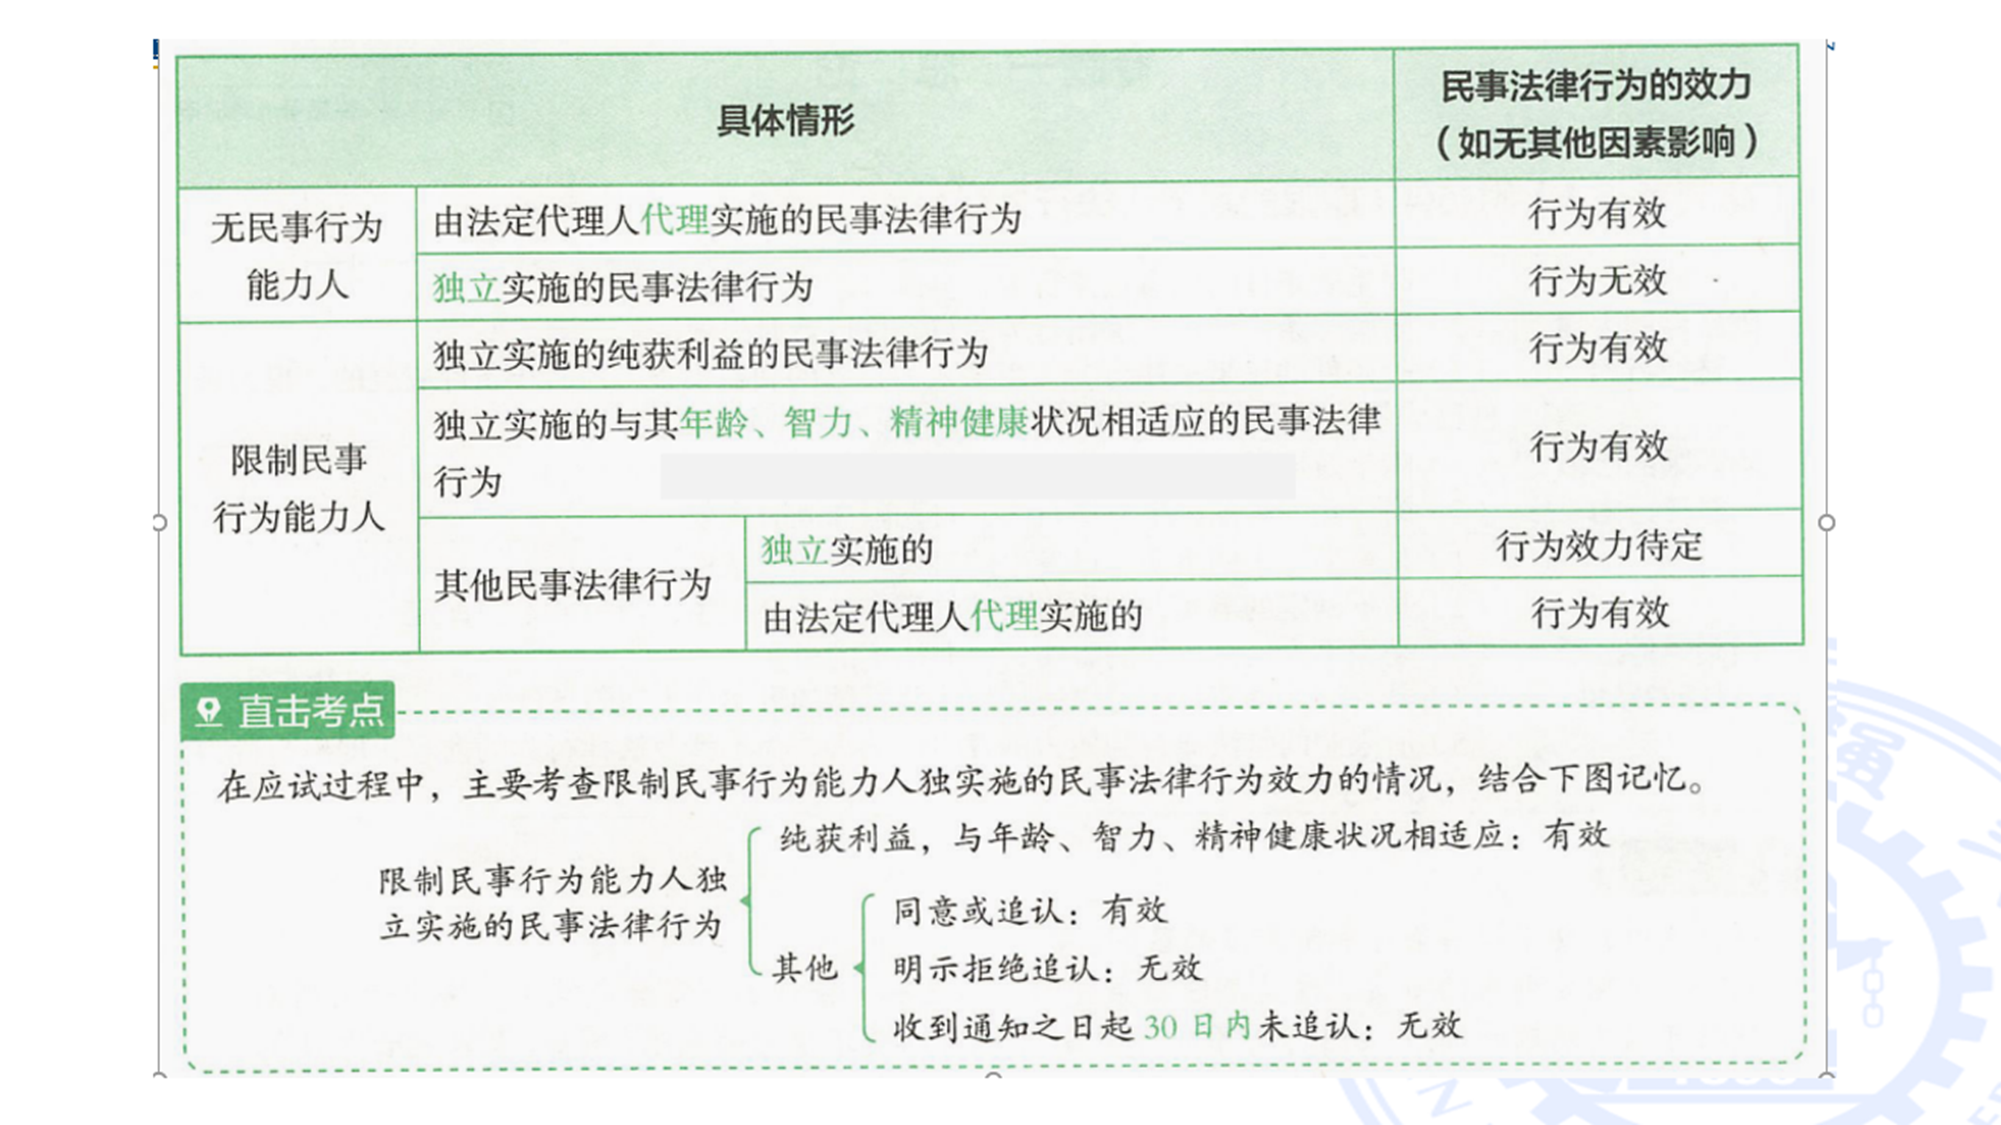 具体情形
民事法律行为的效力
（如无其他因素影响）
无民事行为
能力人
由法定代理人代理实施的民事法律行为
行为有效
独立实施的民事法律行为
行为无效
限制民事
行为能力人
独立实施的纯获利益的民事法律行为
行为有效
独立实施的与其年龄、智力、精神健康状况相适应的民事法律
行为
行为有效
其他民事法律行为
独立实施的
行为效力待定
由法定代理人代理实施的
行为有效
直击考点
在应试过程中，主要考查限制民事行为能力人独实施的民事法律行为效力的情况，结合下图记忆。
限制民事行为能力人独
立实施的民事法律行为
纯获利益，与年龄、智力、精神健康状况相适应：有效
其他
同意或追认：有效
明示拒绝追认：无效
收到通知之日起 30 日内未追认：无效
强